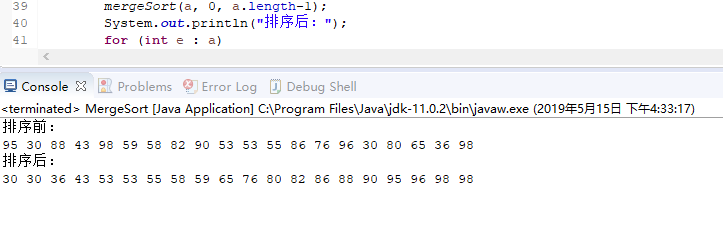 39 mergeSort(a, 0, a.length-1);
40 System.out.println("排序后：");
41 for (int e : a)
Console Problems Error Log Debug Shell
<terminated> MergeSort [Java Application] C:\Program Files\Java\jdk-11.0.2\bin\javaw.exe (2019年5月15日 下午4:33:17)
排序前：
95 30 88 43 98 59 58 82 90 53 53 55 86 76 96 30 80 65 36 98
排序后：
30 30 36 43 53 53 55 58 59 65 76 80 82 86 88 90 95 96 98 98